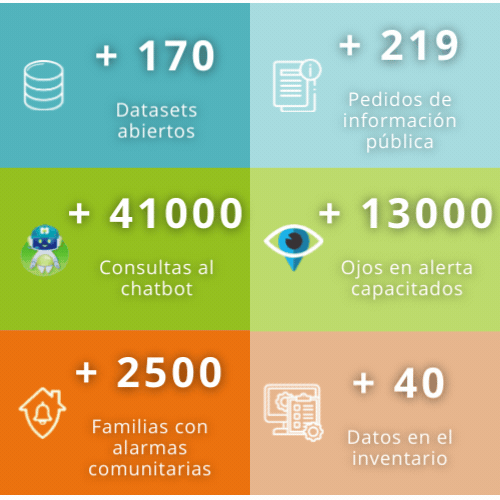 + 170
Datasets
abiertos
+ 219
Pedidos de
información
pública
+ 41000
Consultas al
chatbot
+ 13000
Ojos en alerta
capacitados
+ 2500
Familias con
alarmas
comunitarias
+ 40
Datos en el
inventario